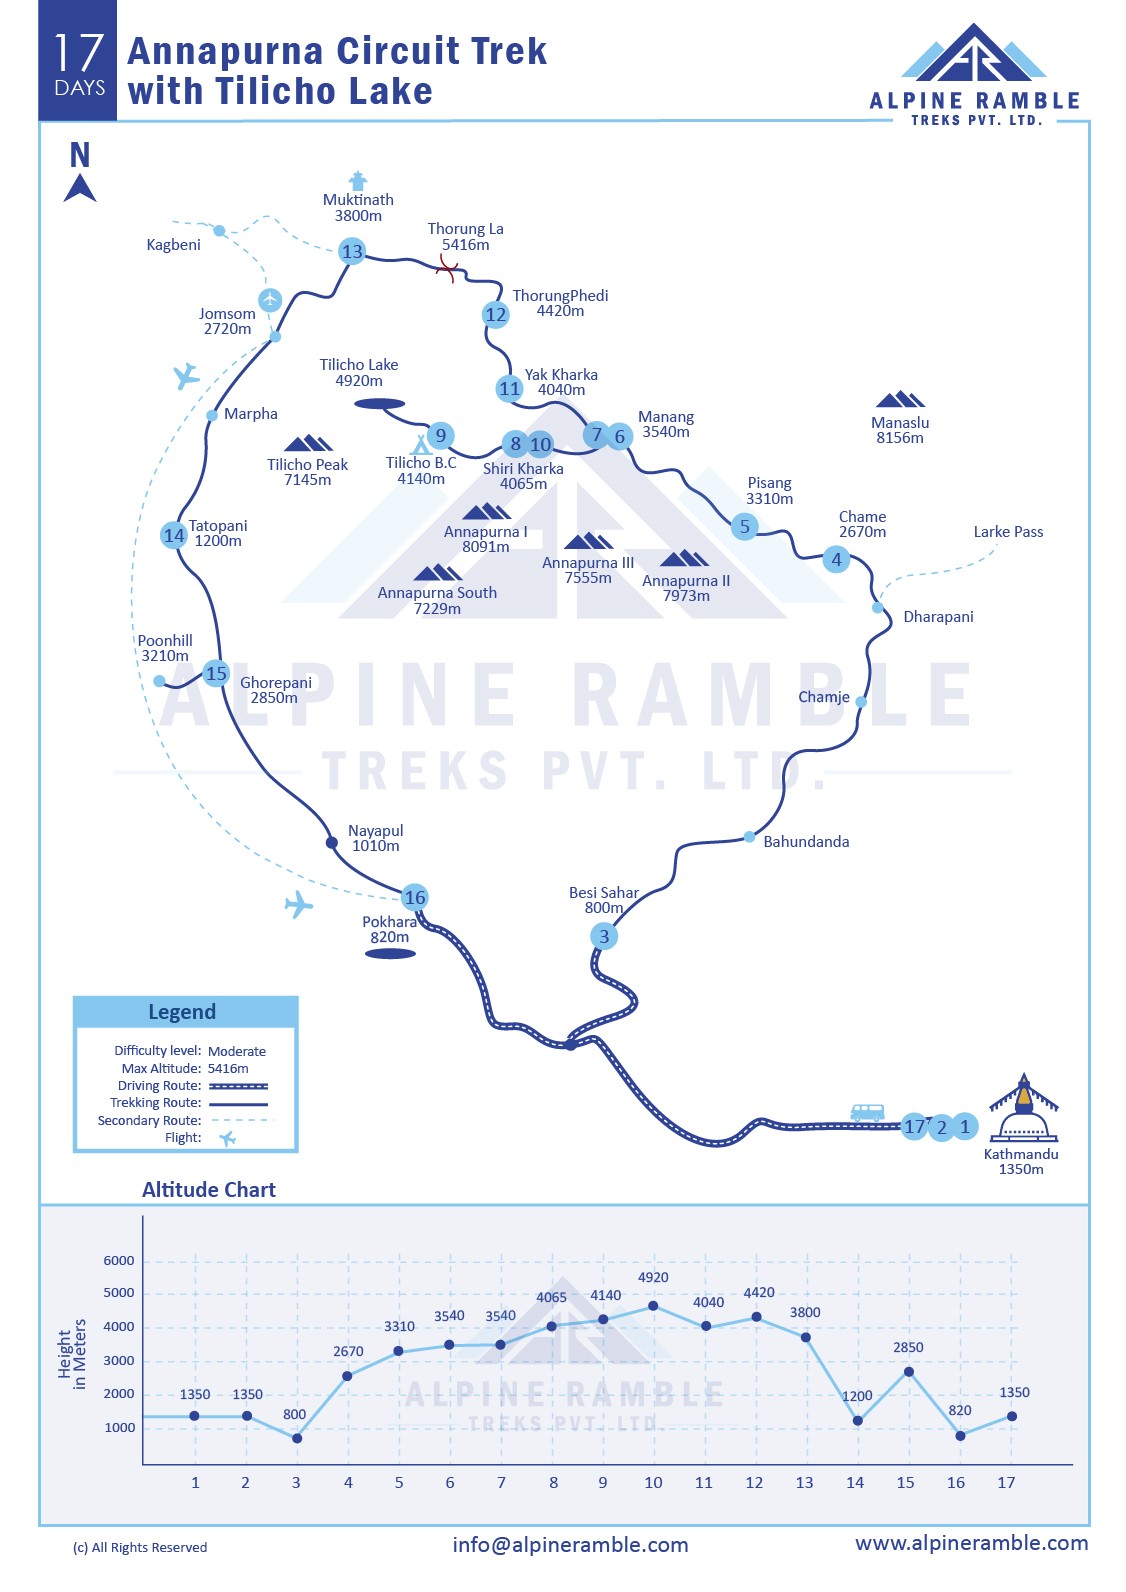 17
DAYS
Annapurna Circuit Trek
with Tilicho Lake
ALPINE RAMBLE
TREKS PVT. LTD.
N
Muktinath
3800m
Thorung La
5416m
Kagbeni
13
ThorungPhedi
4420m
12
Jomsom
2720m
Tilicho Lake
4920m
Yak Kharka
4040m
11
Marpha
Manang
3540m
Manaslu
8156m
9
8
10
7
6
Tilicho Peak
7145m
Tilicho B.C
4140m
Shiri Kharka
4065m
Pisang
3310m
5
Chame
2670m
4
Larke Pass
14
Tatopani
1200m
Annapurna I
8091m
Annapurna III
7555m
Annapurna II
7973m
Annapurna South
7229m
Dharapani
Poonhill
3210m
15
Ghorepani
2850m
Chamje
ALPINE RAMBLE
TREKS PVT. LTD.
Nayapul
1010m
Bahundanda
16
Pokhara
820m
Besi Sahar
800m
3
Legend
Difficulty level: Moderate
Max Altitude: 5416m
Driving Route:
Trekking Route:
Secondary Route:
Flight:
17
2
1
Kathmandu
1350m
Altitude Chart
Height
in Meters
6000
5000
4000
3000
2000
1000
1350
1350
800
2670
3310
3540
3540
4065
4140
4920
4040
4420
3800
1200
2850
820
1350
ALPINE RAMBLE
TREKS PVT. LTD.
1 2 3 4 5 6 7 8 9 10 11 12 13 14 15 16 17
(c) All Rights Reserved
info@alpineramble.com
www.alpineramble.com